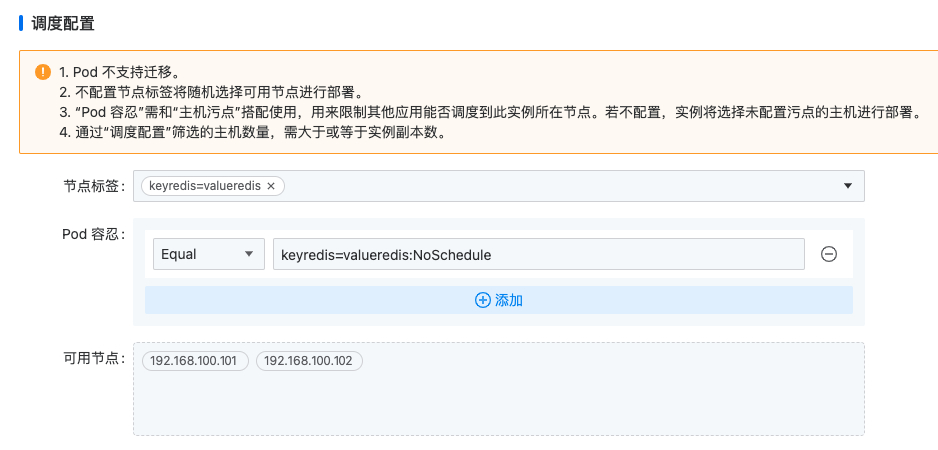 调度配置
1. Pod 不支持迁移。
2. 不配置节点标签将随机选择可用节点进行部署。
3. “Pod 容忍”需和“主机污点”搭配使用，用来限制其他应用能否调度到此实例所在节点。若不配置，实例将选择未配置污点的主机进行部署。
4. 通过“调度配置”筛选的主机数量，需大于或等于实例副本数。
节点标签： keyredis=valueredis ×
Pod 容忍：
Equal keyredis=valueredis:NoSchedule
添加
可用节点： 192.168.100.101 192.168.100.102